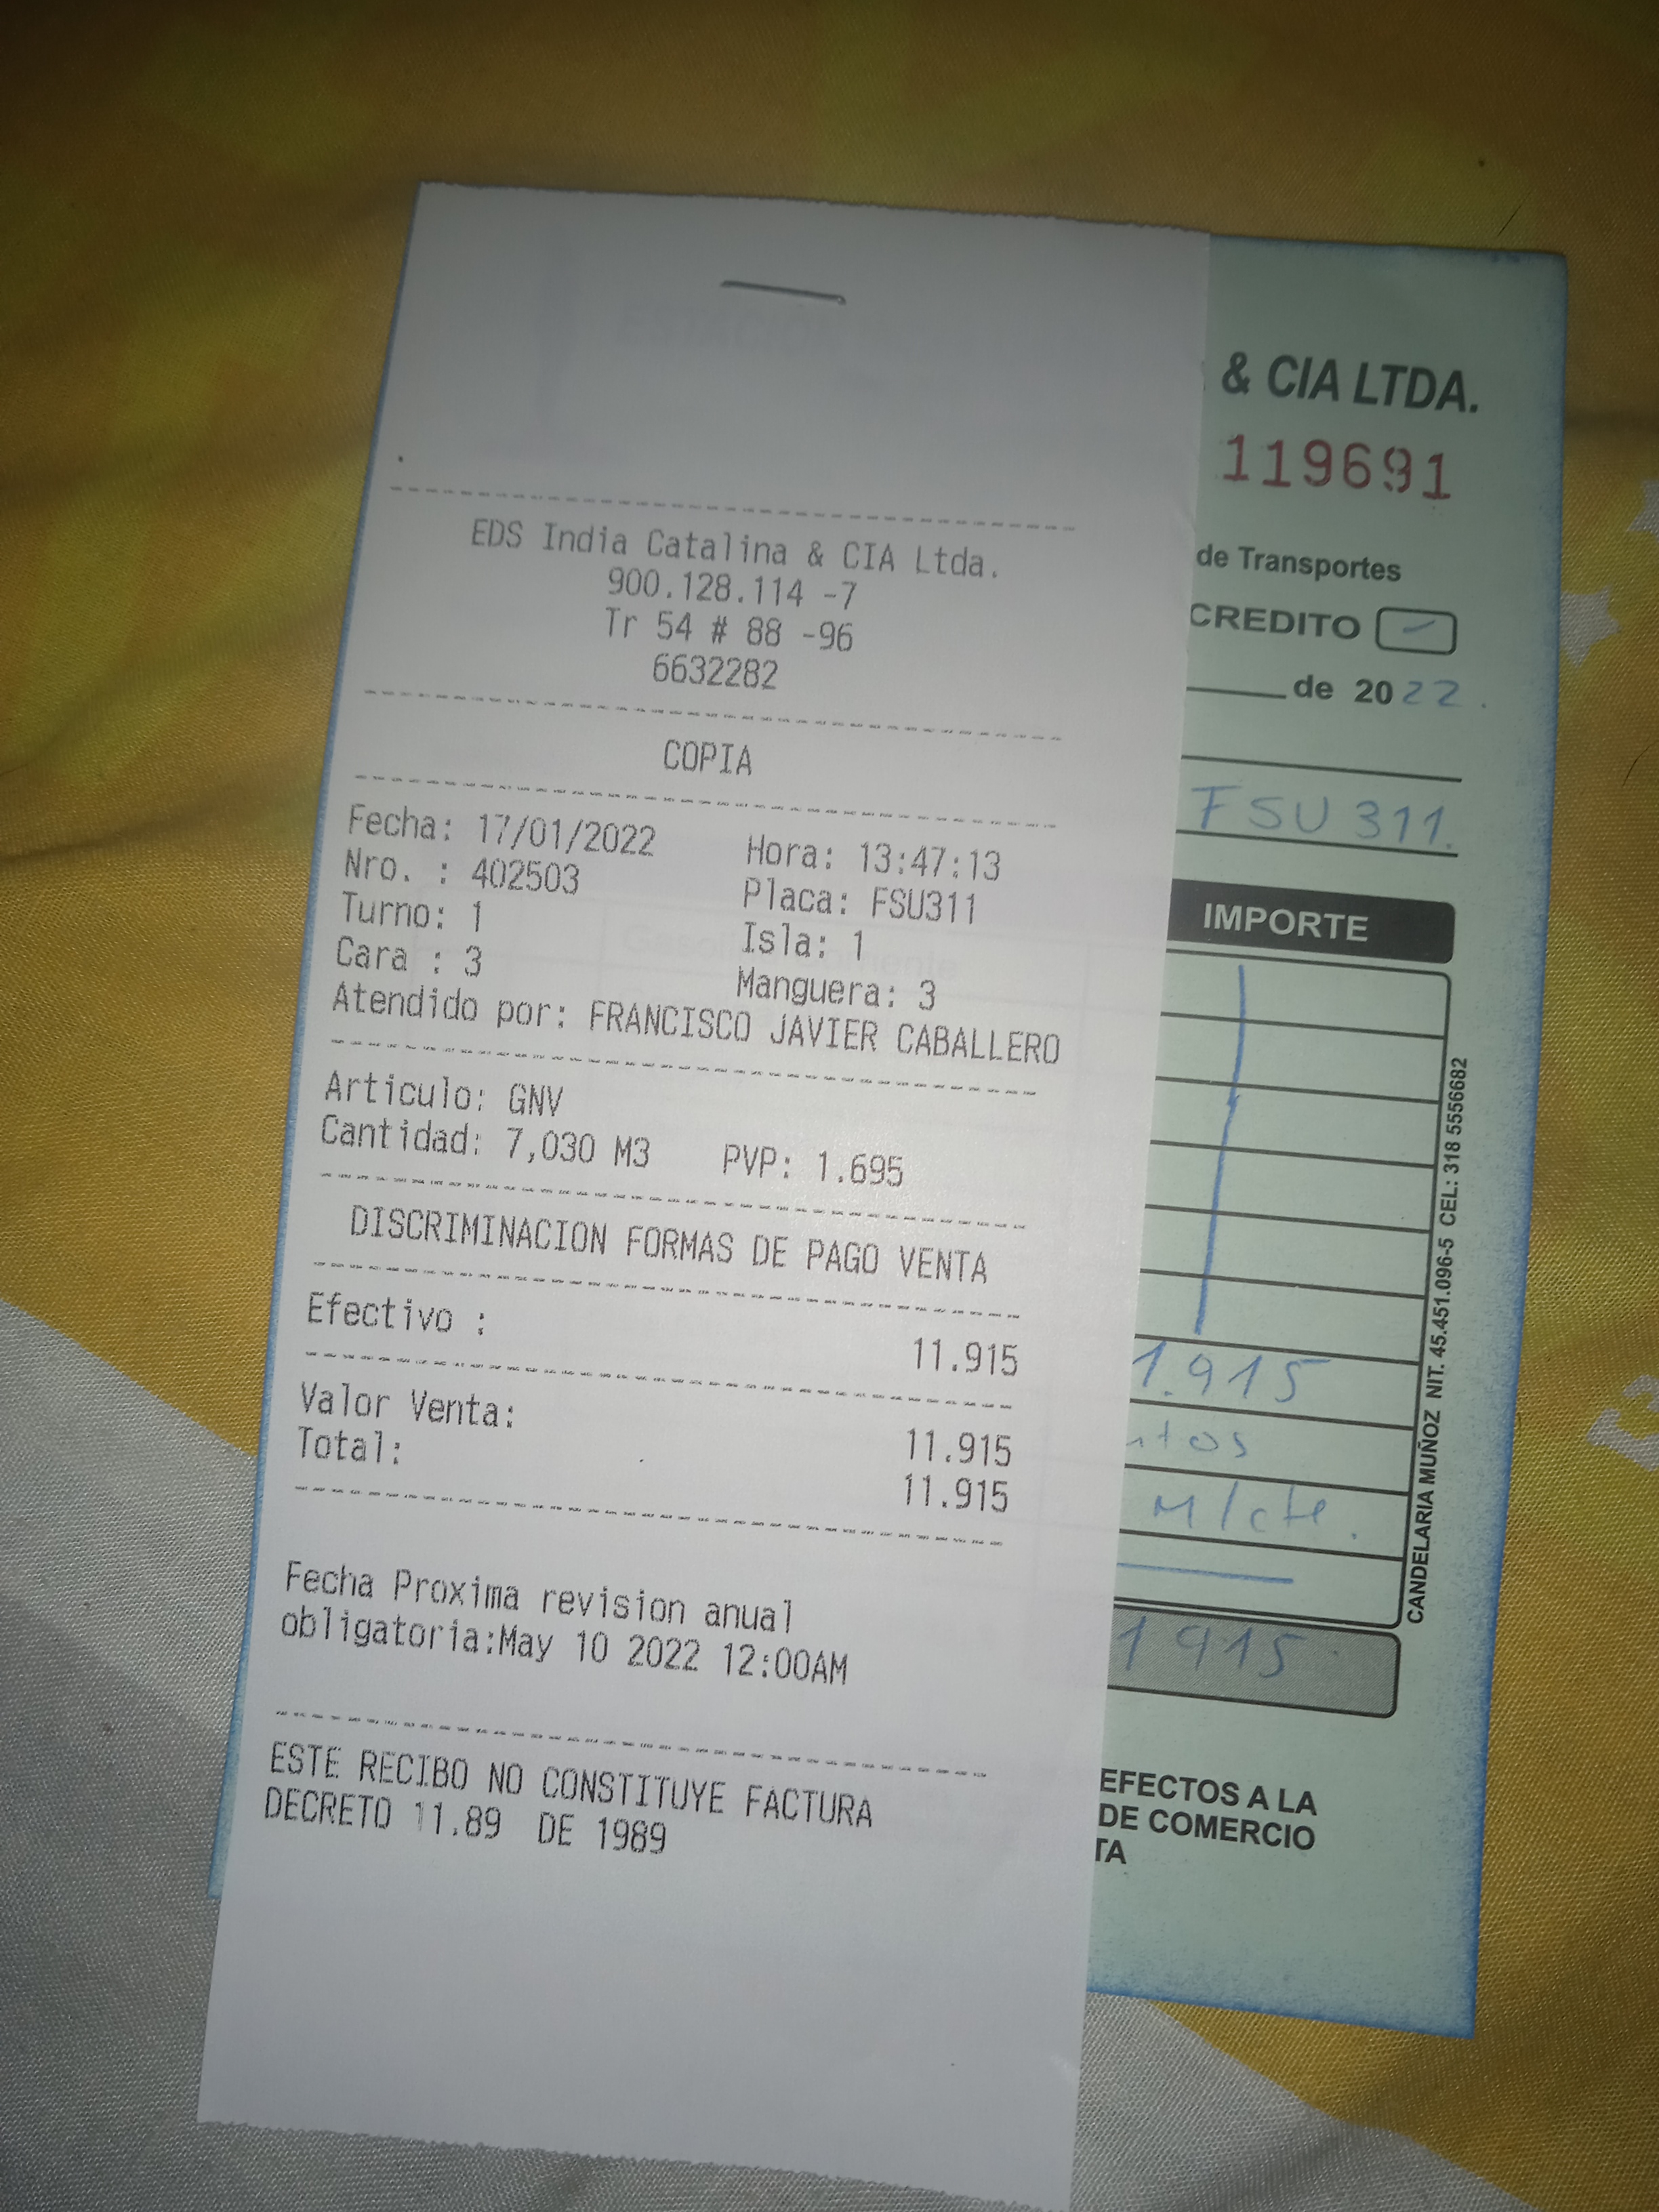 EDS India Catalina & CIA Ltda.
900.128.114 -7
Tr 54 # 88 -96
6632282
COPIA
Fecha: 17/01/2022 Hora: 13:47:13
Nro. : 402503 Placa: FSU311
Turno: 1 Isla: 1
Cara : 3 Manguera: 3
Atendido por: FRANCISCO JAVIER CABALLERO
Articulo: GNV
Cantidad: 7,030 M3 PVP: 1.695
DISCRIMINACION FORMAS DE PAGO VENTA
Efectivo : 11.915
Valor Venta: 11.915
Total: 11.915
Fecha Proxima revision anual
obligatoria:May 10 2022 12:00AM
ESTE RECIBO NO CONSTITUYE FACTURA
DECRETO 11.89 DE 1989
& CIA LTDA.
119691
de Transportes
CREDITO
de 2022.
FSU 311.
IMPORTE
1.915
M/cte.
1915
EFECTOS A LA
DE COMERCIO
TA
CANDELARIA MUÑOZ NIT. 45.451.096-5 CEL: 318 5556682